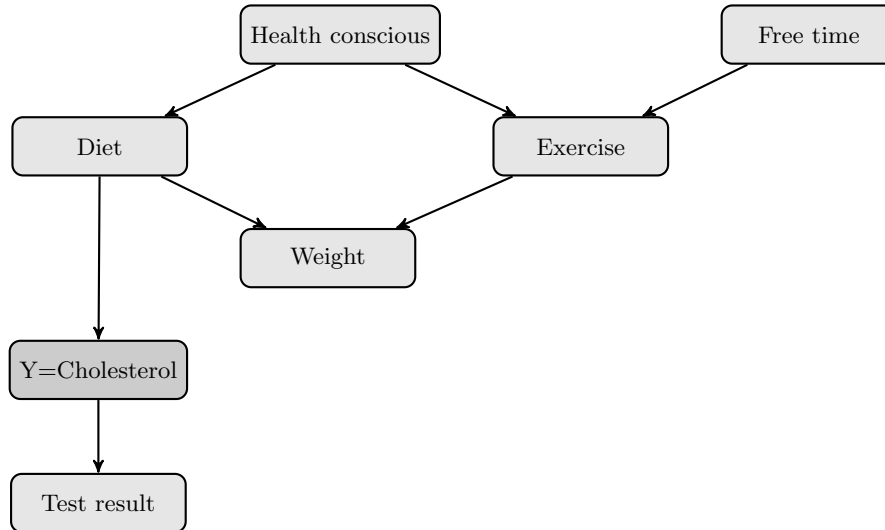 Health conscious
Free time
Diet
Exercise
Weight
Y=Cholesterol
Test result